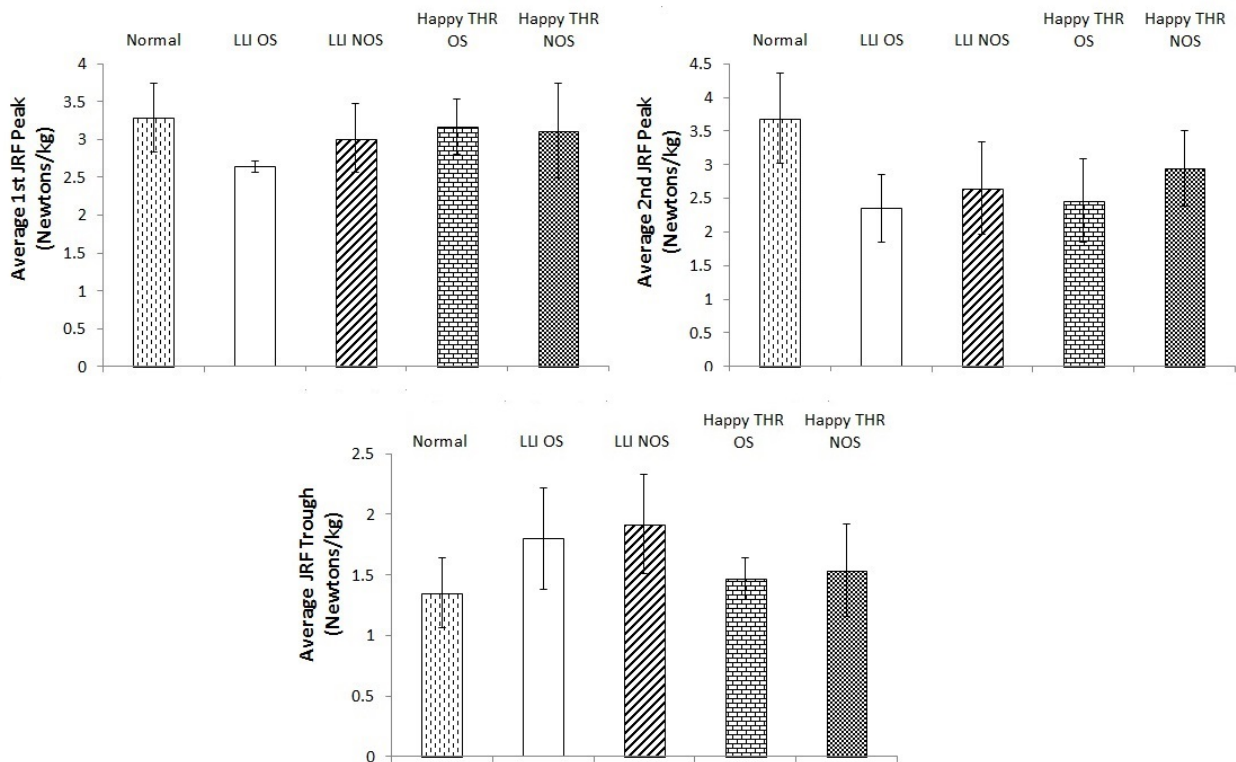 Average 1st JRF Peak
(Newtons/kg)
Normal
LLI OS
LLI NOS
Happy THR
OS
Happy THR
NOS
4
3.5
3
2.5
2
1.5
1
0.5
0
Average 2nd JRF Peak
(Newtons/kg)
Normal
LLI OS
LLI NOS
Happy THR
OS
Happy THR
NOS
4.5
4
3.5
3
2.5
2
1.5
1
0.5
0
Average JRF Trough
(Newtons/kg)
Normal
LLI OS
LLI NOS
Happy THR
OS
Happy THR
NOS
2.5
2
1.5
1
0.5
0